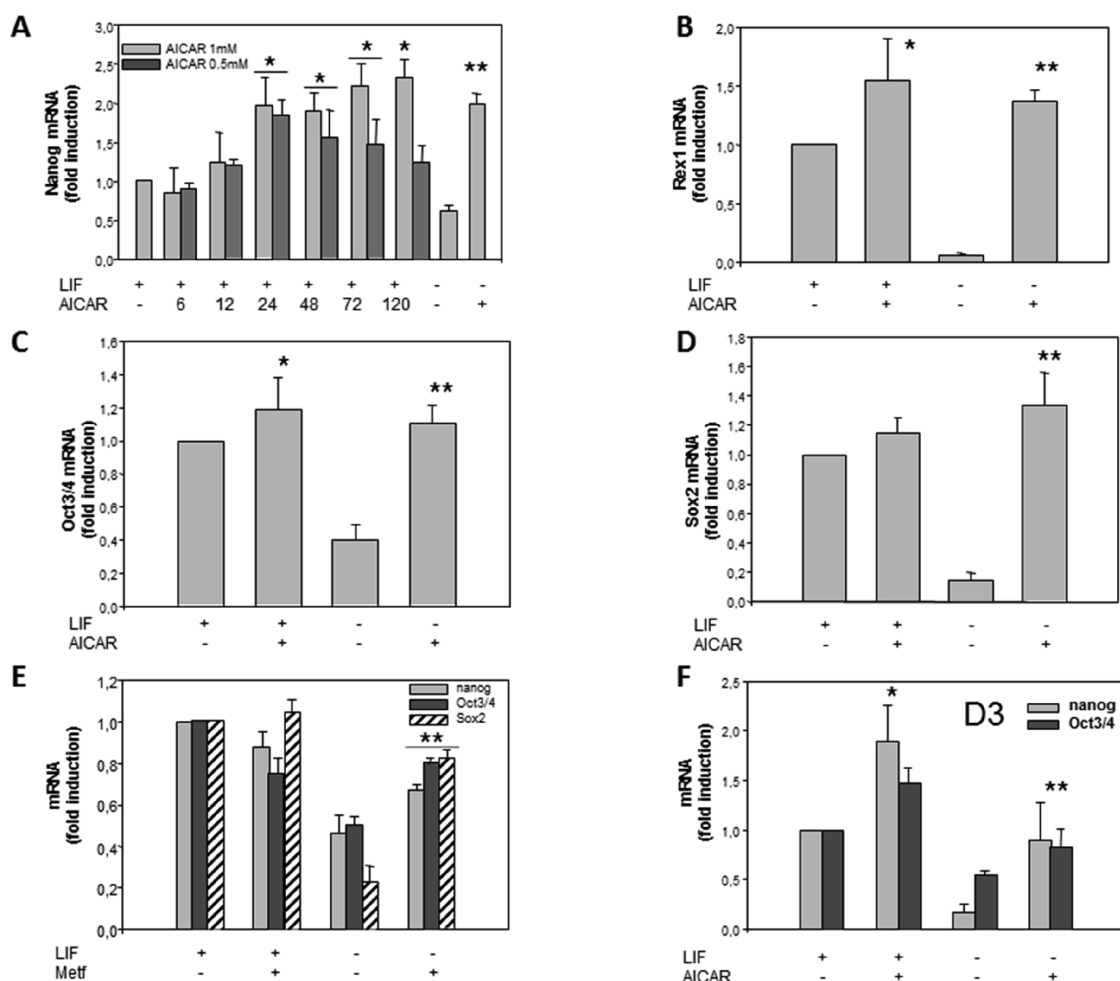 A
3,0
2,5
2,0
1,5
1,0
0,5
0,0
Nanog mRNA
(fold induction)
AICAR 1mM
AICAR 0.5mM
* * * * **
LIF + + + + + + + - -
AICAR - 6 12 24 48 72 120 - +
B
2,0
1,5
1,0
0,5
0,0
Rex1 mRNA
(fold induction)
* **
LIF + + - -
AICAR - + - +
C
1,6
1,4
1,2
1,0
0,8
0,6
0,4
0,2
0,0
Oct3/4 mRNA
(fold induction)
* **
LIF + + - -
AICAR - + - +
D
1,8
1,6
1,4
1,2
1,0
0,8
0,6
0,4
0,2
0,0
Sox2 mRNA
(fold induction)
**
LIF + + - -
AICAR - + - +
E
1,2
1,0
0,8
0,6
0,4
0,2
0,0
mRNA
(fold induction)
nanog
Oct3/4
Sox2
**
LIF + + - -
Metf - + - +
F
2,5
2,0
1,5
1,0
0,5
0,0
mRNA
(fold induction)
D3
nanog
Oct3/4
* **
LIF + + - -
AICAR - + - +